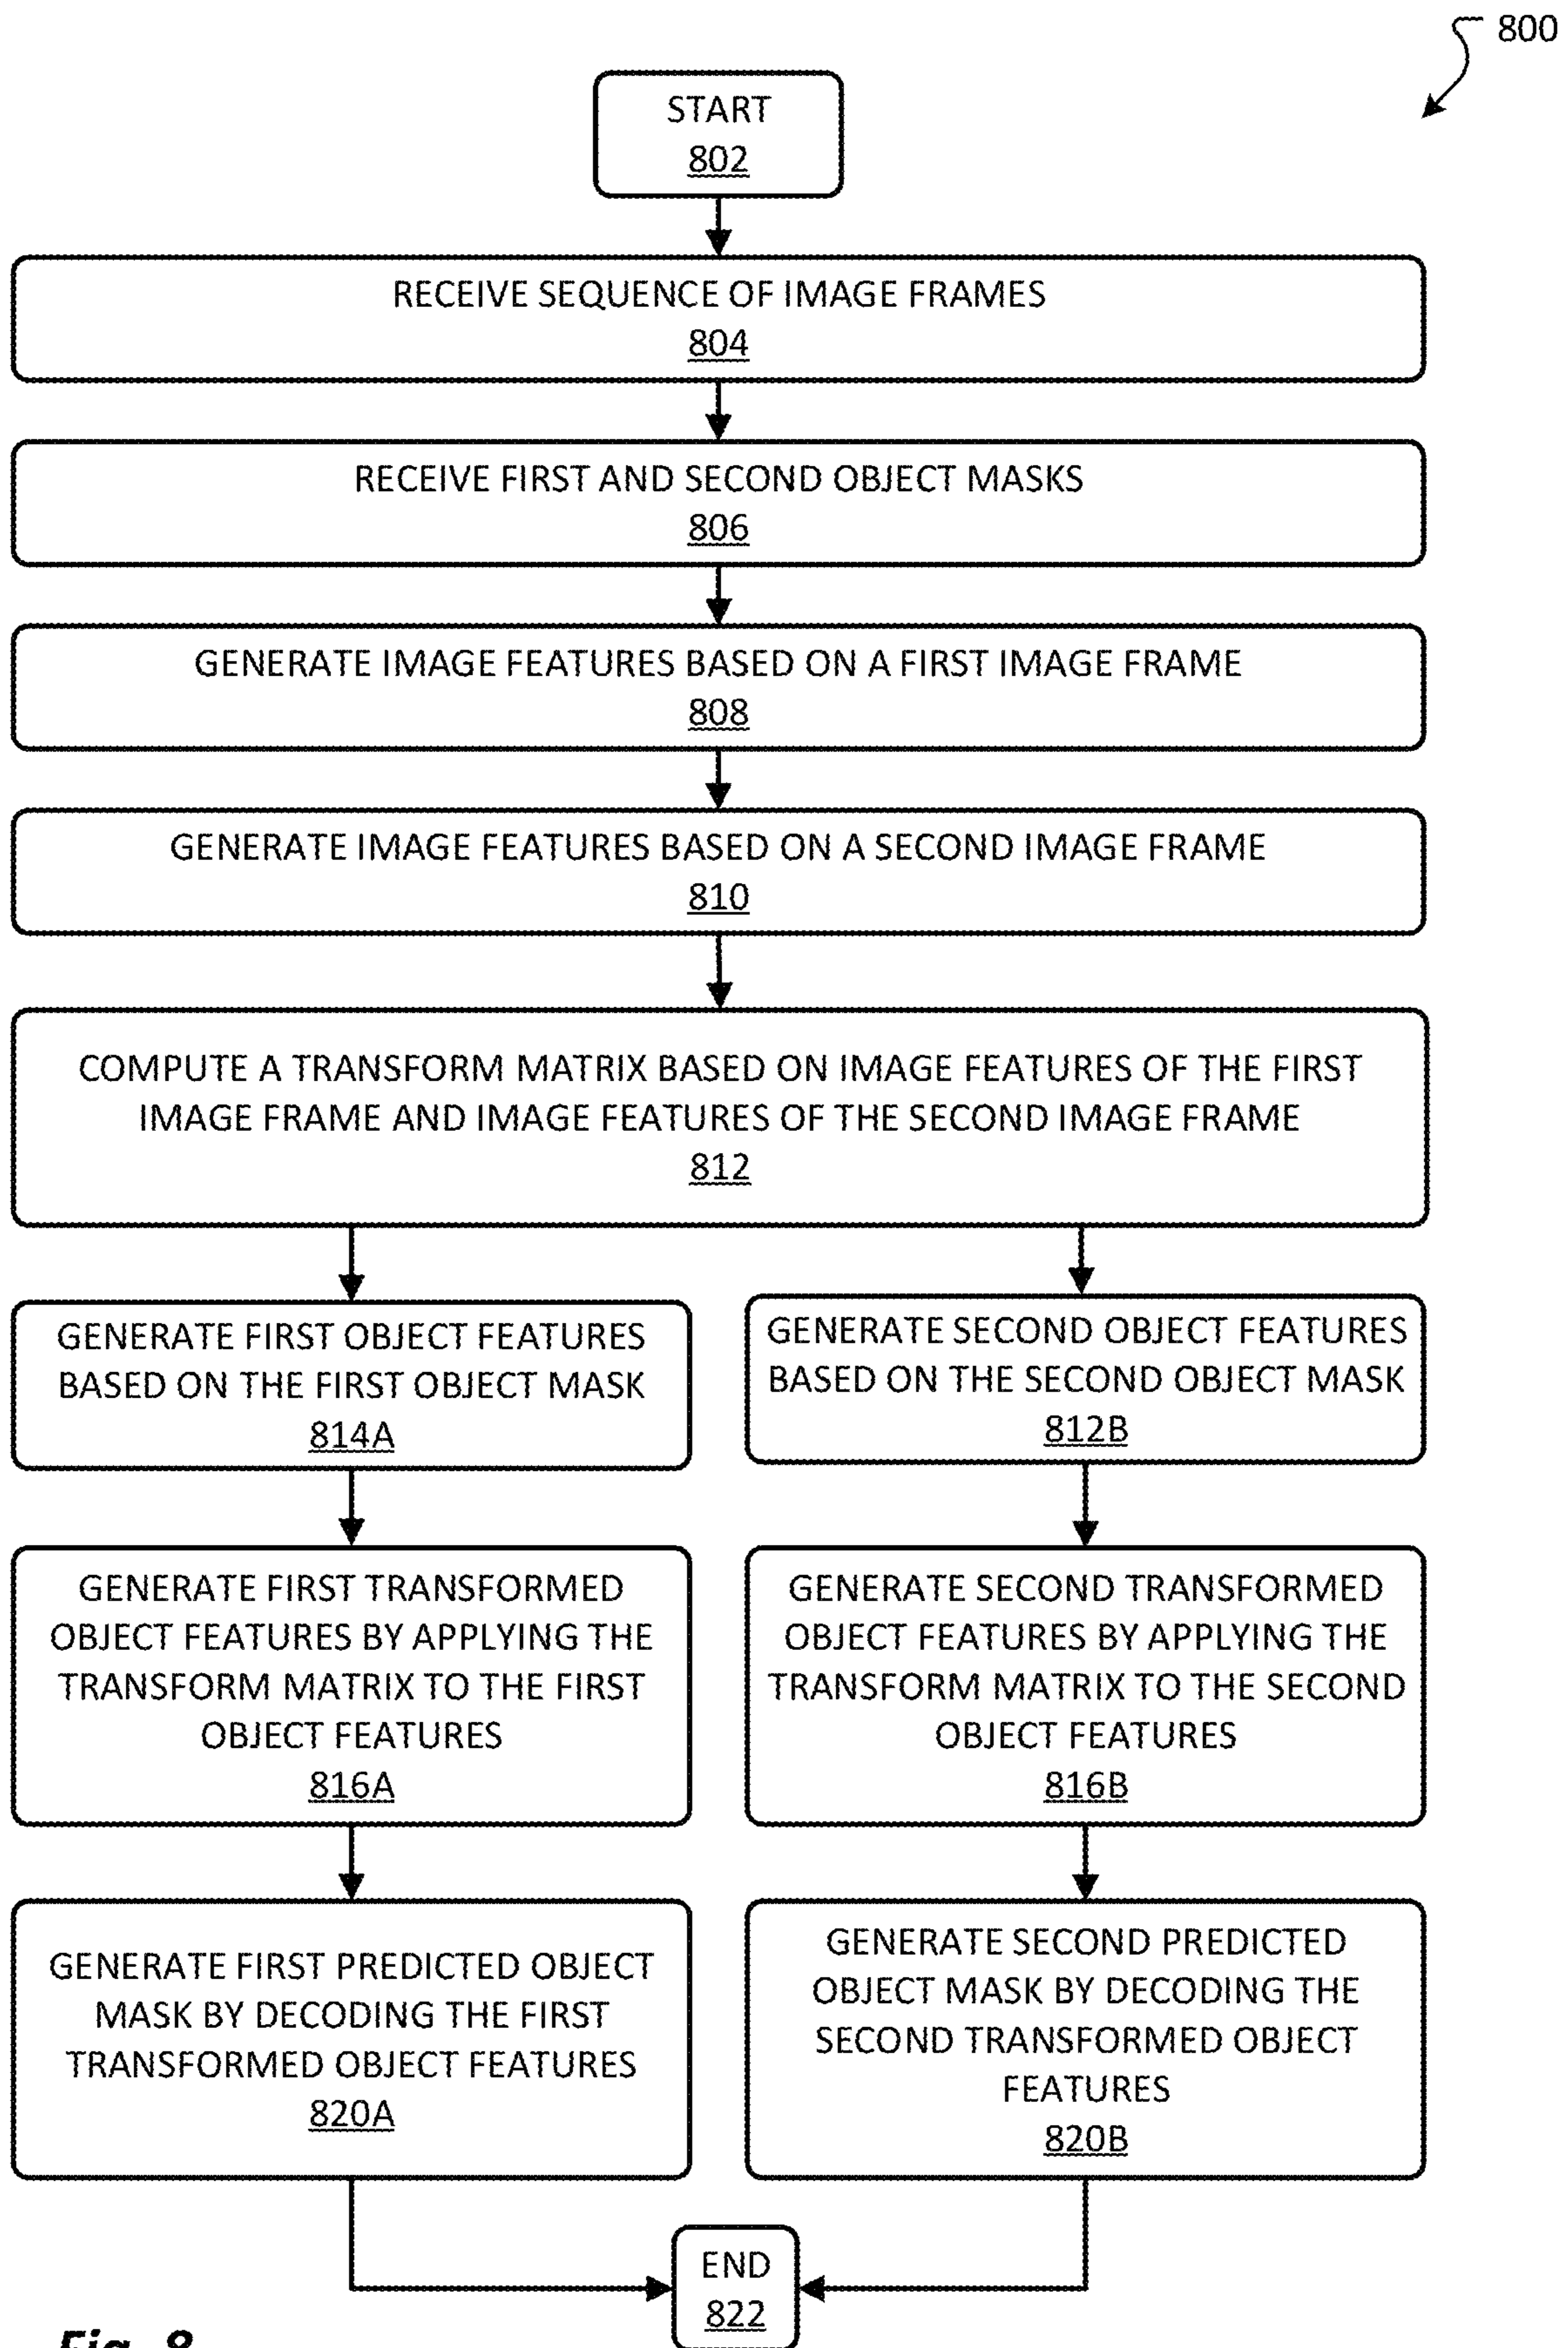 800
START
802
RECEIVE SEQUENCE OF IMAGE FRAMES
804
RECEIVE FIRST AND SECOND OBJECT MASKS
806
GENERATE IMAGE FEATURES BASED ON A FIRST IMAGE FRAME
808
GENERATE IMAGE FEATURES BASED ON A SECOND IMAGE FRAME
810
COMPUTE A TRANSFORM MATRIX BASED ON IMAGE FEATURES OF THE FIRST
IMAGE FRAME AND IMAGE FEATURES OF THE SECOND IMAGE FRAME
812
GENERATE FIRST OBJECT FEATURES
BASED ON THE FIRST OBJECT MASK
814A
GENERATE SECOND OBJECT FEATURES
BASED ON THE SECOND OBJECT MASK
812B
GENERATE FIRST TRANSFORMED
OBJECT FEATURES BY APPLYING THE
TRANSFORM MATRIX TO THE FIRST
OBJECT FEATURES
816A
GENERATE SECOND TRANSFORMED
OBJECT FEATURES BY APPLYING THE
TRANSFORM MATRIX TO THE SECOND
OBJECT FEATURES
816B
GENERATE FIRST PREDICTED OBJECT
MASK BY DECODING THE FIRST
TRANSFORMED OBJECT FEATURES
820A
GENERATE SECOND PREDICTED
OBJECT MASK BY DECODING THE
SECOND TRANSFORMED OBJECT
FEATURES
820B
END
822
Fig. 8